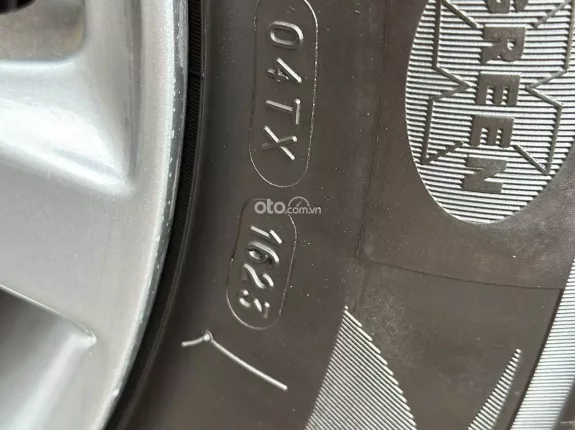 04TX
1623
GREEN
oto.com.vn